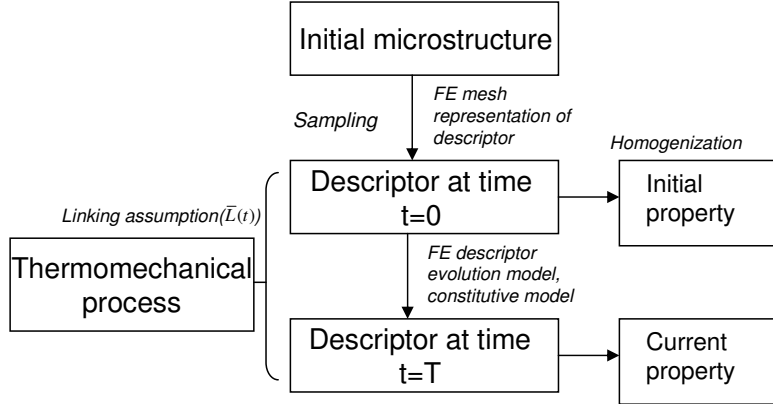 Initial microstructure
Sampling
FE mesh
representation of
descriptor
Homogenization
Descriptor at time
t=0
Initial
property
Linking assumption(L̅(t))
Thermomechanical
process
FE descriptor
evolution model,
constitutive model
Descriptor at time
t=T
Current
property